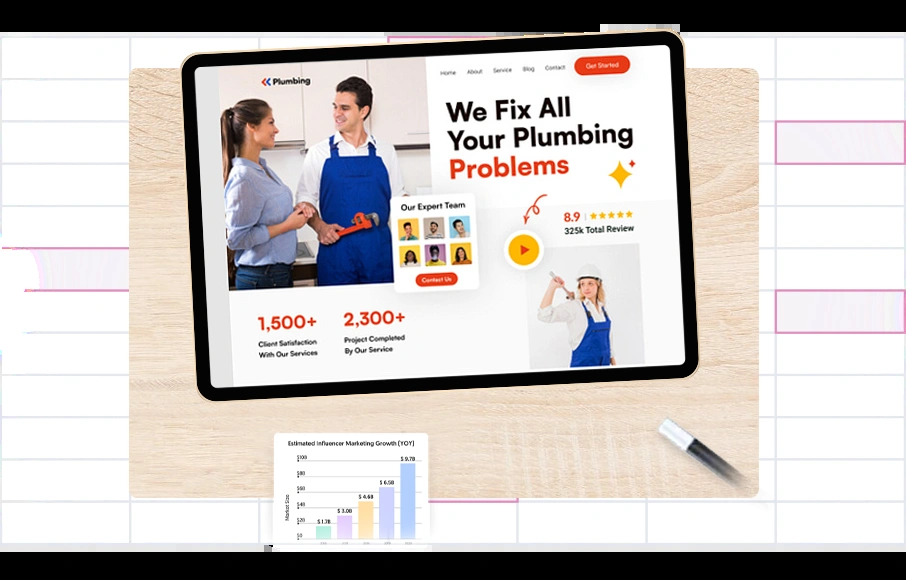 Plumbing
Home About Service Blog Contact Get Started
We Fix All
Your Plumbing
Problems
Our Expert Team
Contact Us
8.9
325k Total Review
1,500+
Client Satisfaction
With Our Services
2,300+
Project Completed
By Our Service
Estimated Influencer Marketing Growth (YOY)
Market Size
$10B
$80
$60
$40
$20
$0
$ 1.7B
$ 3.0B
$ 4.6B
$ 6.5B
$ 9.7B